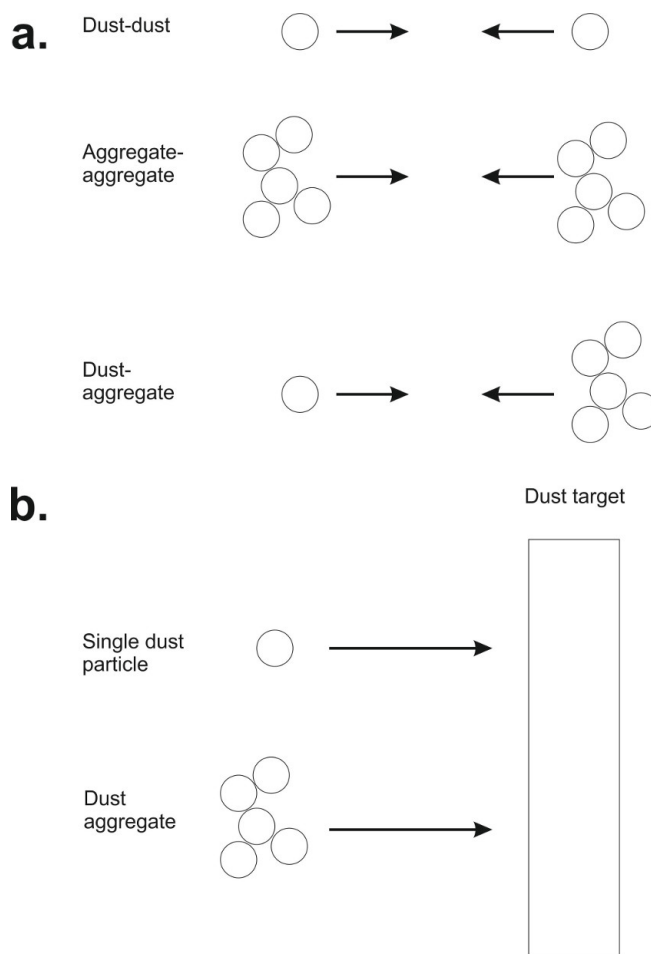 a.
Dust-dust
Aggregate-
aggregate
Dust-
aggregate
b.
Dust target
Single dust
particle
Dust
aggregate